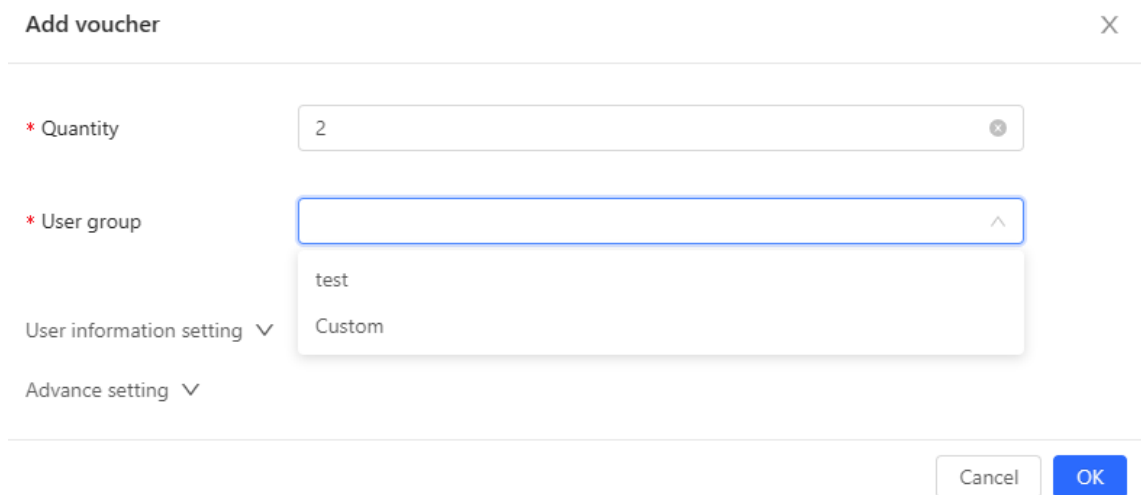 Add voucher
* Quantity
2
* User group
test
Custom
User information setting
Advance setting
Cancel
OK